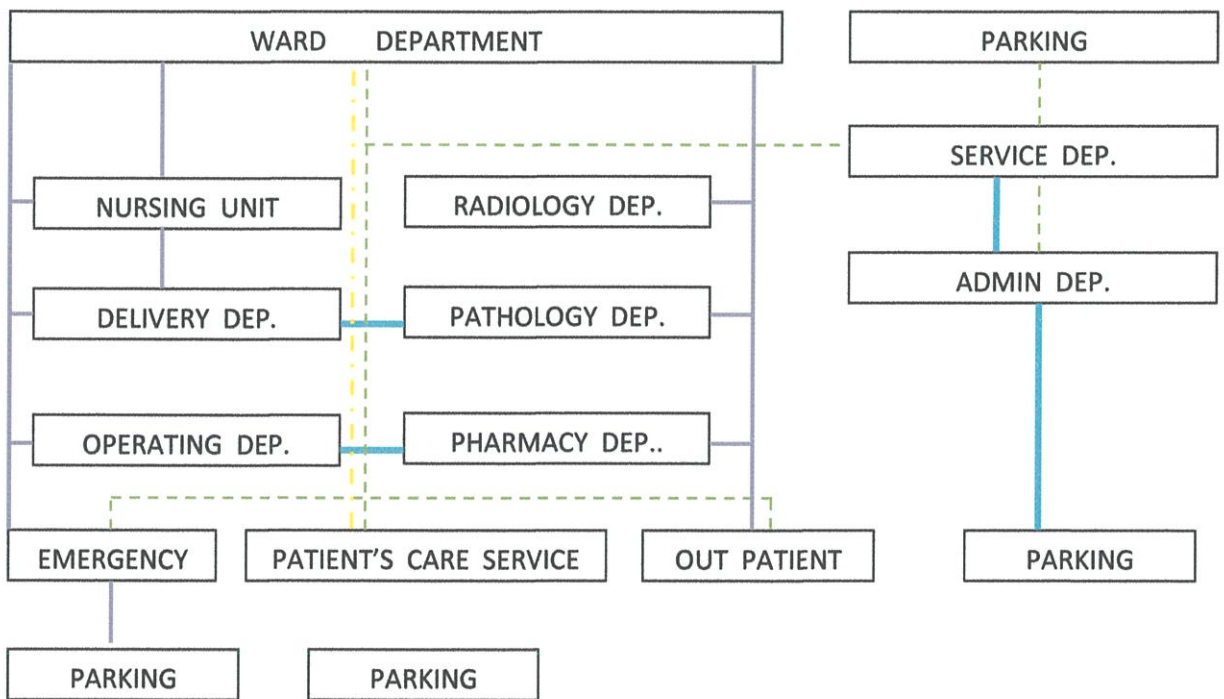 WARD DEPARTMENT
PARKING
SERVICE DEP.
NURSING UNIT
RADIOLOGY DEP.
ADMIN DEP.
DELIVERY DEP.
PATHOLOGY DEP.
OPERATING DEP.
PHARMACY DEP..
EMERGENCY
PATIENT'S CARE SERVICE
OUT PATIENT
PARKING
PARKING
PARKING